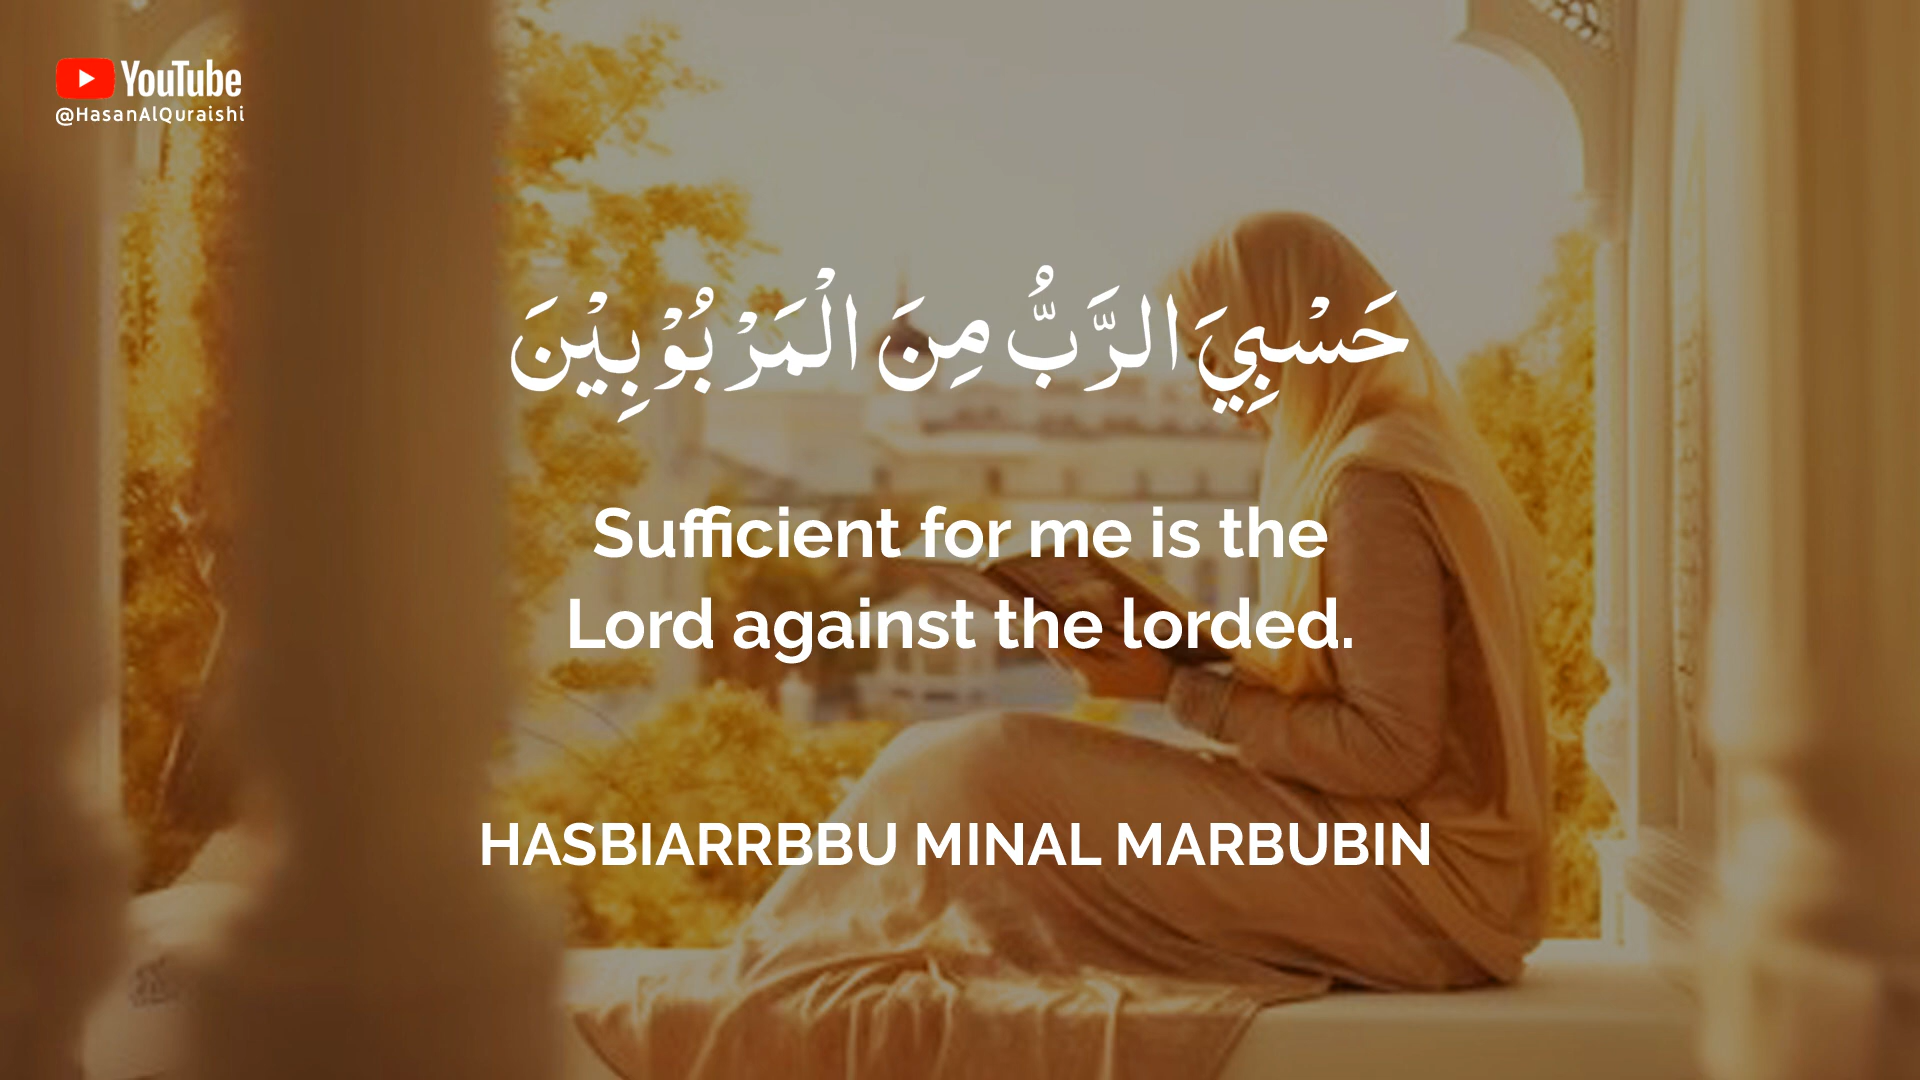 YouTube
@HasanAlQuraishi
حَسْبِيَ الرَّبُّ مِنَ الْمَرْبُوْبِيْنَ
Sufficient for me is the
Lord against the lorded.
HASBIARRBBU MINAL MARBUBIN